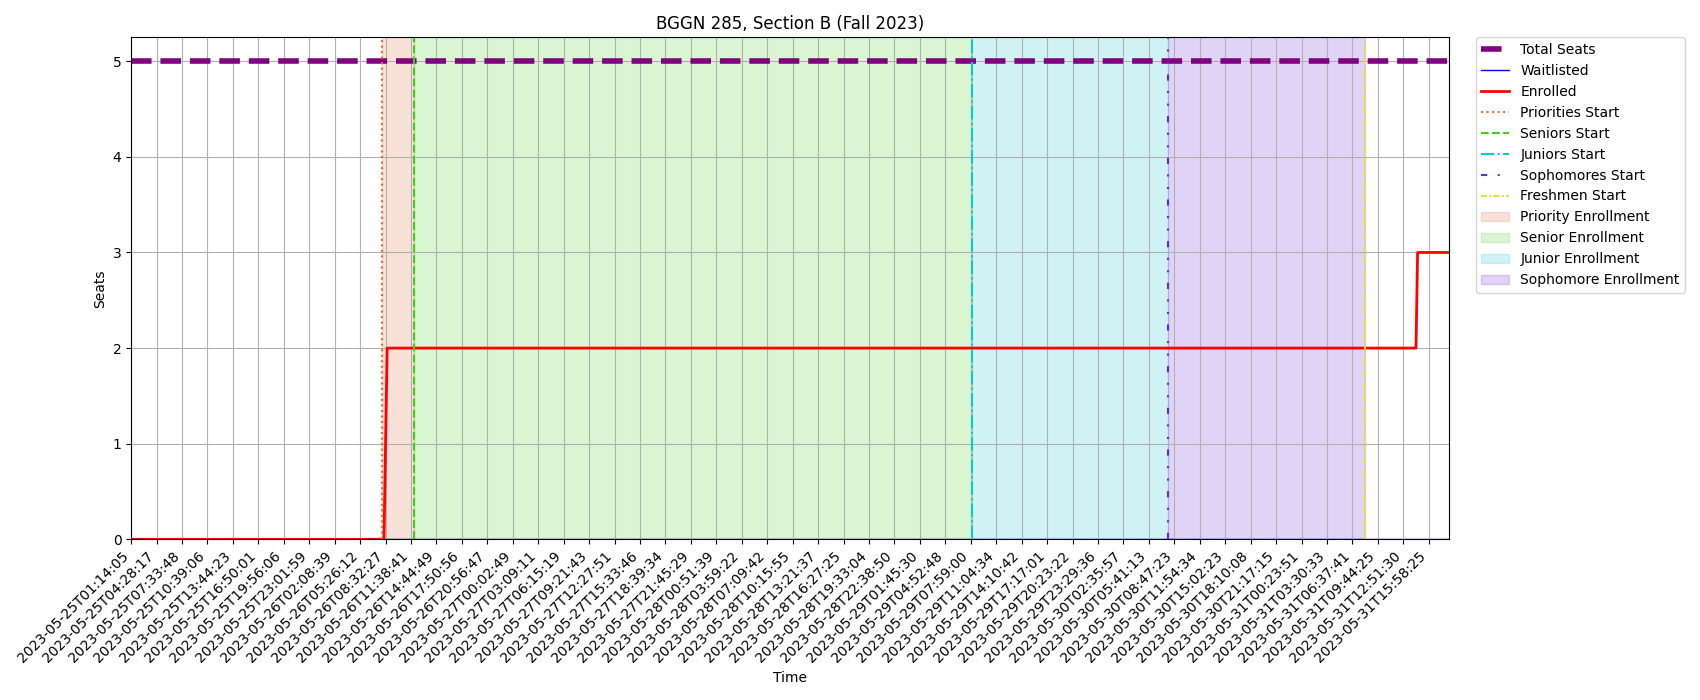 BGGN 285, Section B (Fall 2023)
Seats
5
4
3
2
1
0
2023-05-25T01:14:05
2023-05-25T04:28:17
2023-05-25T07:33:48
2023-05-25T10:39:06
2023-05-25T13:44:23
2023-05-25T16:50:01
2023-05-25T19:56:06
2023-05-25T23:01:59
2023-05-26T02:08:39
2023-05-26T05:26:12
2023-05-26T08:32:27
2023-05-26T11:38:41
2023-05-26T14:44:49
2023-05-26T17:50:56
2023-05-26T20:56:47
2023-05-27T00:02:49
2023-05-27T03:09:11
2023-05-27T06:15:19
2023-05-27T09:21:43
2023-05-27T12:27:51
2023-05-27T15:33:46
2023-05-27T18:39:34
2023-05-27T21:45:29
2023-05-28T00:51:39
2023-05-28T03:59:22
2023-05-28T07:09:42
2023-05-28T10:15:55
2023-05-28T13:21:37
2023-05-28T16:27:25
2023-05-28T19:33:04
2023-05-28T22:38:50
2023-05-29T01:45:30
2023-05-29T04:52:48
2023-05-29T07:59:00
2023-05-29T11:04:34
2023-05-29T14:10:42
2023-05-29T17:17:01
2023-05-29T20:23:22
2023-05-29T23:29:36
2023-05-30T02:35:57
2023-05-30T05:41:13
2023-05-30T08:47:23
2023-05-30T11:54:34
2023-05-30T15:02:23
2023-05-30T18:10:08
2023-05-30T21:17:15
2023-05-31T00:23:51
2023-05-31T03:30:33
2023-05-31T06:37:41
2023-05-31T09:44:25
2023-05-31T12:51:30
2023-05-31T15:58:25
Time
Total Seats
Waitlisted
Enrolled
Priorities Start
Seniors Start
Juniors Start
Sophomores Start
Freshmen Start
Priority Enrollment
Senior Enrollment
Junior Enrollment
Sophomore Enrollment